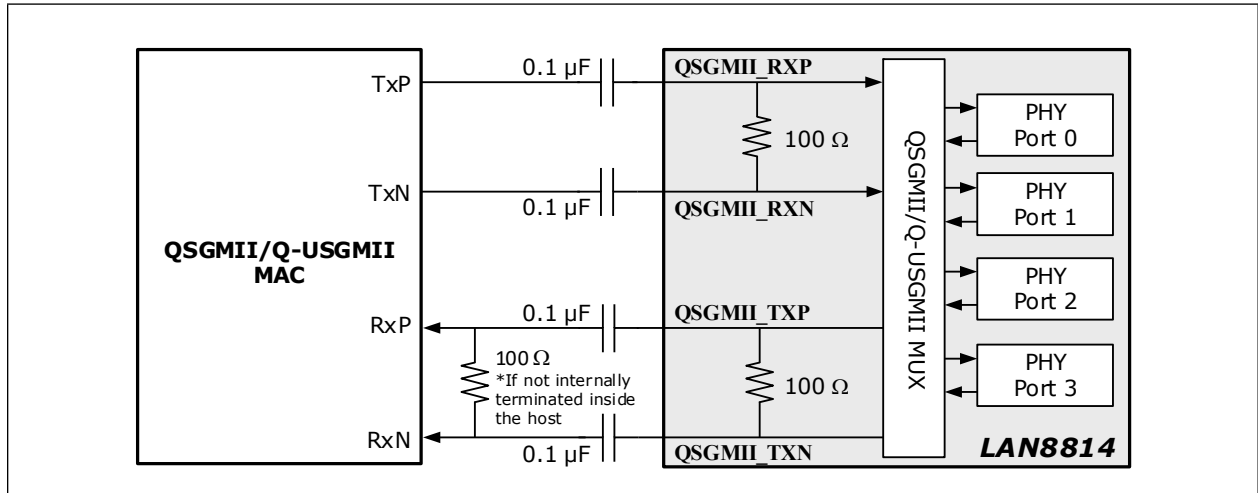 TxP
0.1 µF
QSGMII_RXP
100 Ω
TxN
0.1 µF
QSGMII_RXN
QSGMII/Q-USGMII
MAC
RxP
0.1 µF
QSGMII_TXP
100 Ω
*If not internally
terminated inside
the host
100 Ω
RxN
0.1 µF
QSGMII_TXN
QSGMII/Q-USGMII MUX
PHY
Port 0
PHY
Port 1
PHY
Port 2
PHY
Port 3
LAN8814